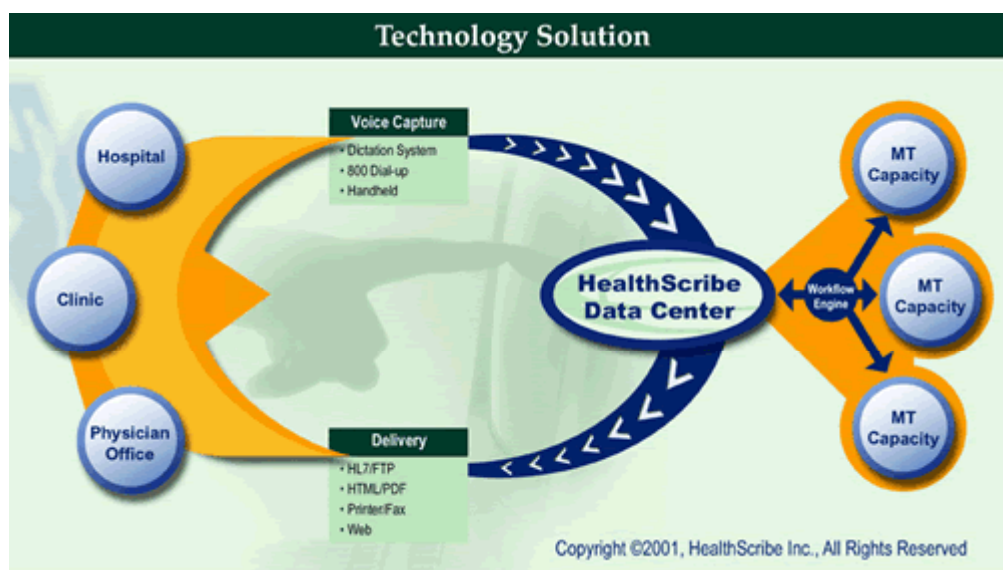 Technology Solution
Hospital
Clinic
Physician
Office
Voice Capture
• Dictation System
• 800 Dial-up
• Handheld
Delivery
• HL7/FTP
• HTML/PDF
• Printer/Fax
• Web
HealthScribe
Data Center
Workflow
Engine
MT
Capacity
MT
Capacity
MT
Capacity
Copyright ©2001, HealthScribe Inc., All Rights Reserved